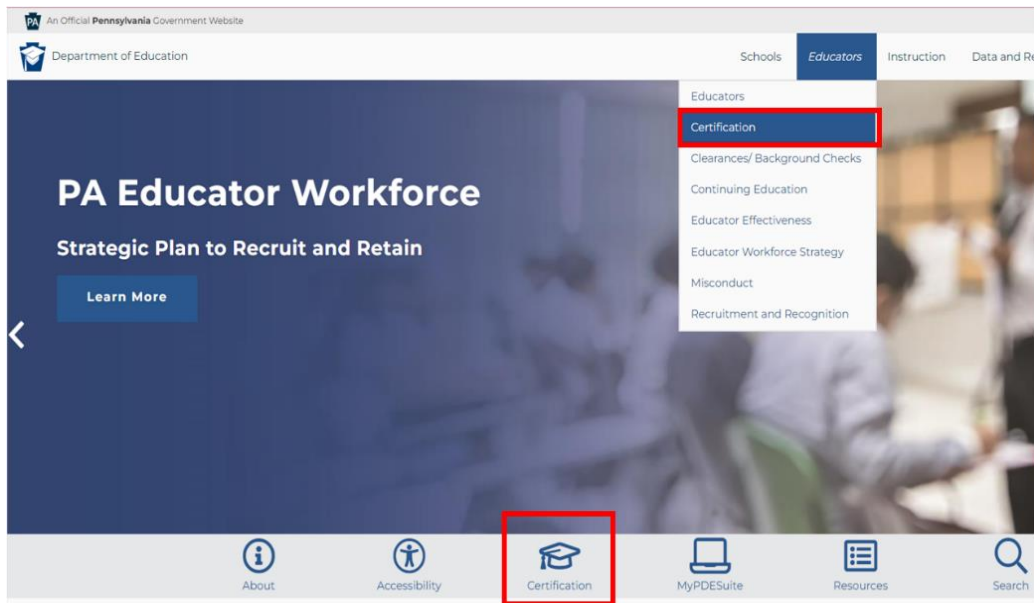 PA An Official Pennsylvania Government Website
Department of Education
Schools Educators Instruction Data and Re
Educators
Certification
Clearances/ Background Checks
Continuing Education
Educator Effectiveness
Educator Workforce Strategy
Misconduct
Recruitment and Recognition
PA Educator Workforce
Strategic Plan to Recruit and Retain
Learn More
About Accessibility Certification MyPDESuite Resources Search